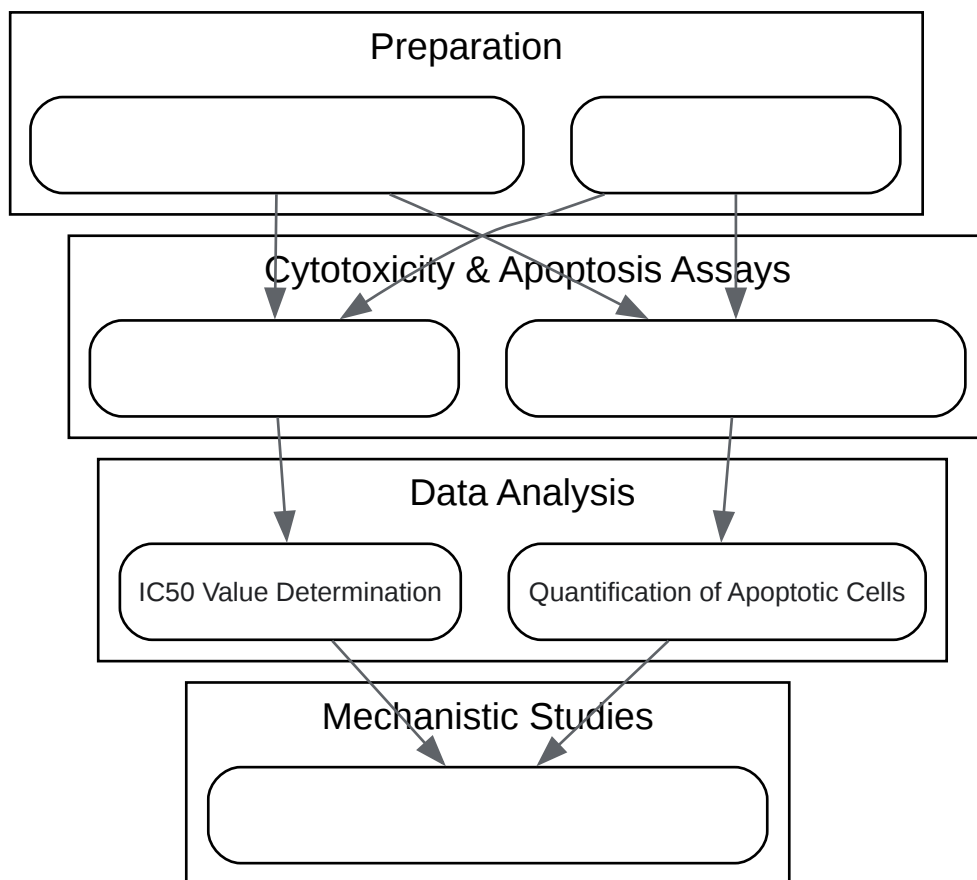 Preparation
Cytotoxicity & Apoptosis Assays
Data Analysis
IC50 Value Determination
Quantification of Apoptotic Cells
Mechanistic Studies